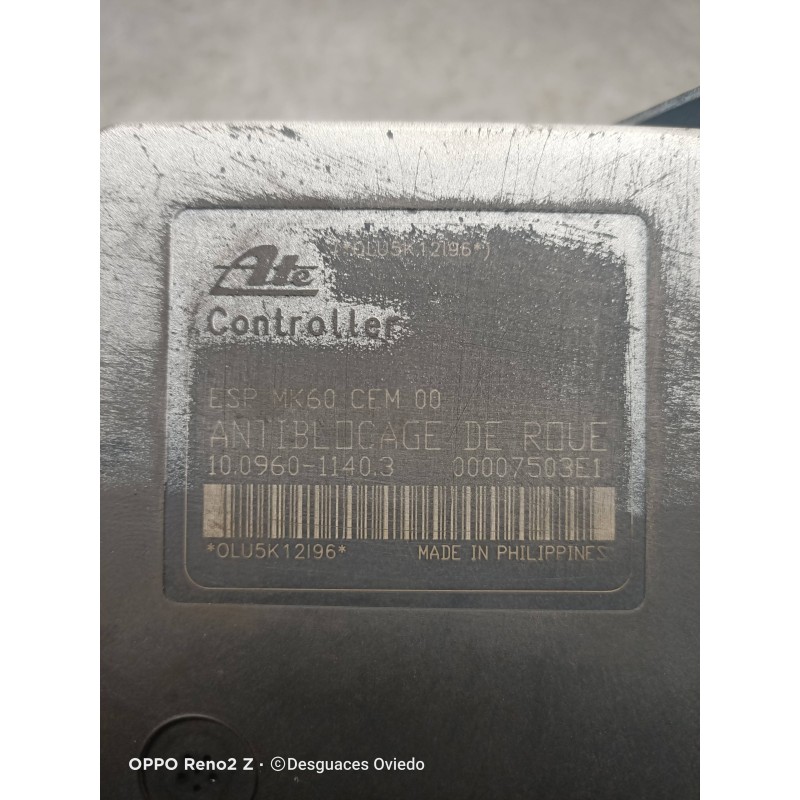 *OLU5K12I96*)
Ate
Controller
ESP MK60 CEM 00
ANTIBLOCAGE DE ROUE
10.0960-1140.3 00007503E1
*OLU5K12I96* MADE IN PHILIPPINES
OPPO Reno2 Z · ©Desguaces Oviedo